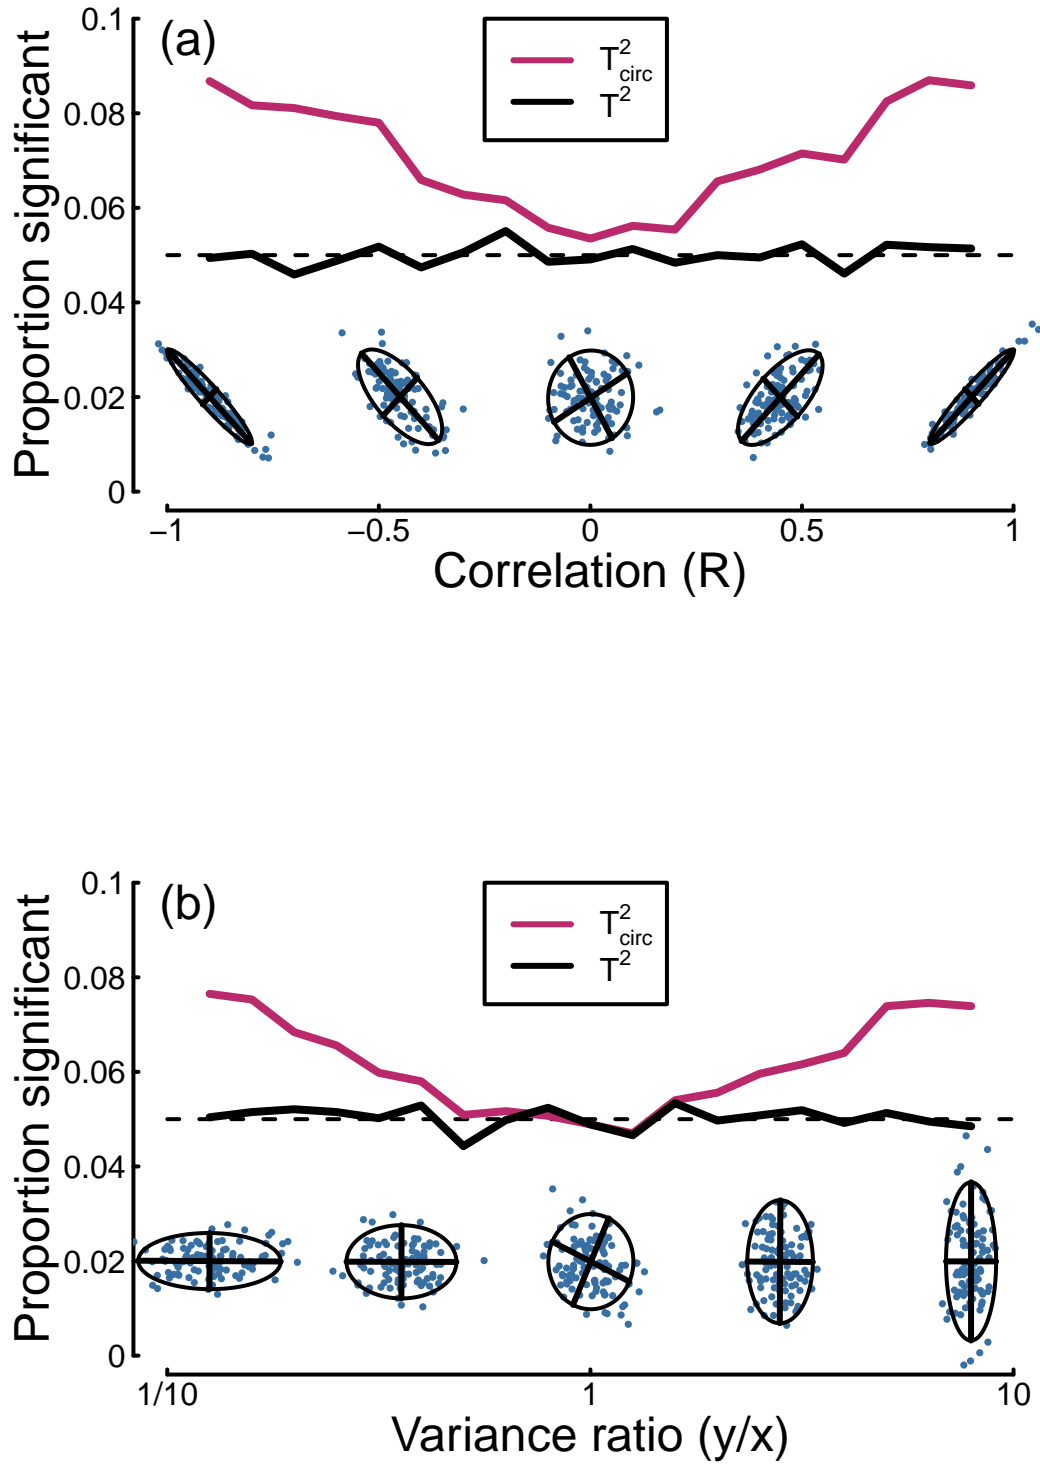 (a)
T²circ
T²
Proportion significant
0.1
0.08
0.06
0.04
0.02
0
−1
−0.5
0
0.5
1
Correlation (R)
(b)
T²circ
T²
Proportion significant
0.1
0.08
0.06
0.04
0.02
0
1/10
1
10
Variance ratio (y/x)